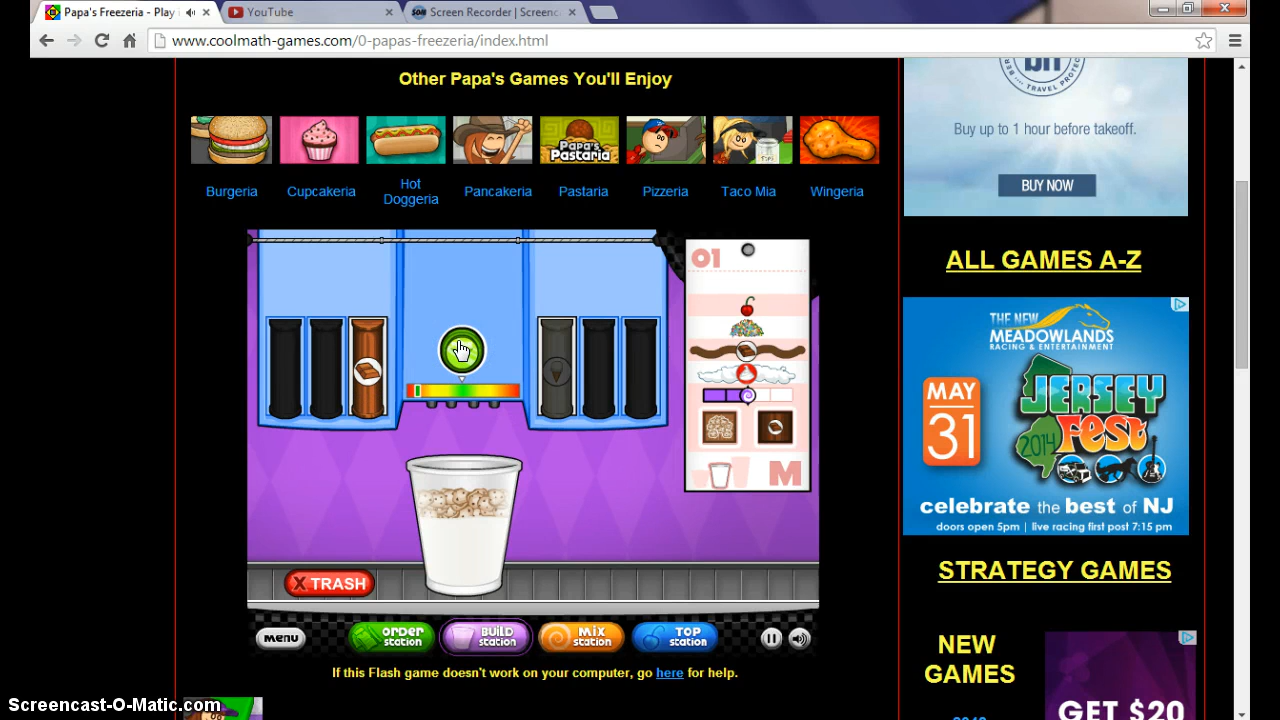 Papa's Freezeria - Play
YouTube
Screen Recorder | Screenc
www.coolmath-games.com/0-papas-freezeria/index.html
Other Papa's Games You'll Enjoy
Papa's
Pastaria
Burgeria
Cupcakeria
Hot
Doggeria
Pancakeria
Pastaria
Pizzeria
Taco Mia
Wingeria
TRAVEL
Buy up to 1 hour before takeoff.
BUY NOW
ALL GAMES A-Z
01
M
THE NEW
MEADOWLANDS
RACING & ENTERTAINMENT
MAY
31
JERSEY
2014
FEST
celebrate the best of NJ
doors open 5pm | live racing first post 7:15 pm
X TRASH
STRATEGY GAMES
menu
ORDER
station
BUILD
station
MIX
station
TOP
station
If this Flash game doesn't work on your computer, go here for help.
NEW
GAMES
GET $20
Screencast-O-Matic.com